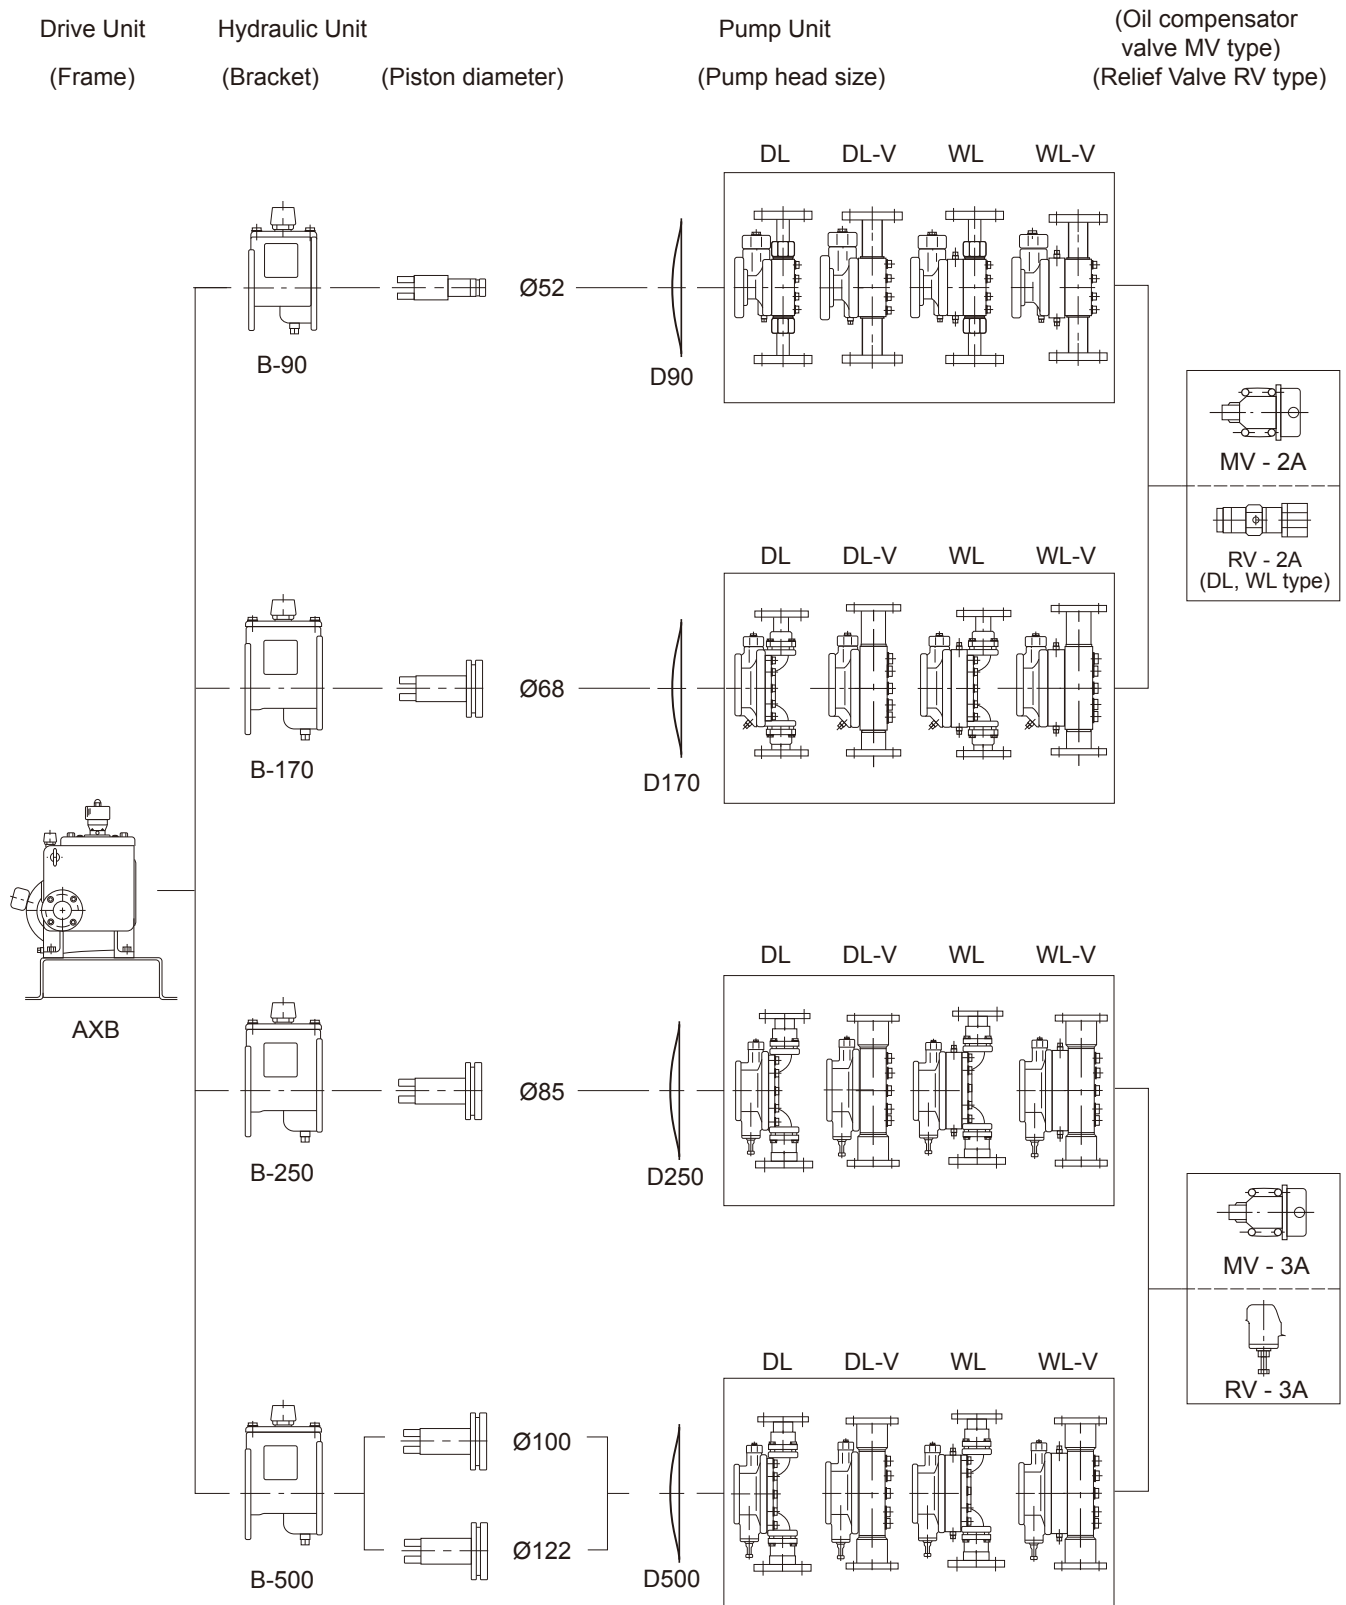 Drive Unit
Hydraulic Unit
Pump Unit
(Oil compensator
valve MV type)
(Frame)
(Bracket)
(Piston diameter)
(Pump head size)
(Relief Valve RV type)
DL DL-V WL WL-V
Ø52
B-90
D90
MV - 2A
RV - 2A
(DL, WL type)
DL DL-V WL WL-V
Ø68
B-170
D170
AXB
DL DL-V WL WL-V
Ø85
B-250
D250
MV - 3A
RV - 3A
DL DL-V WL WL-V
Ø100
Ø122
B-500
D500